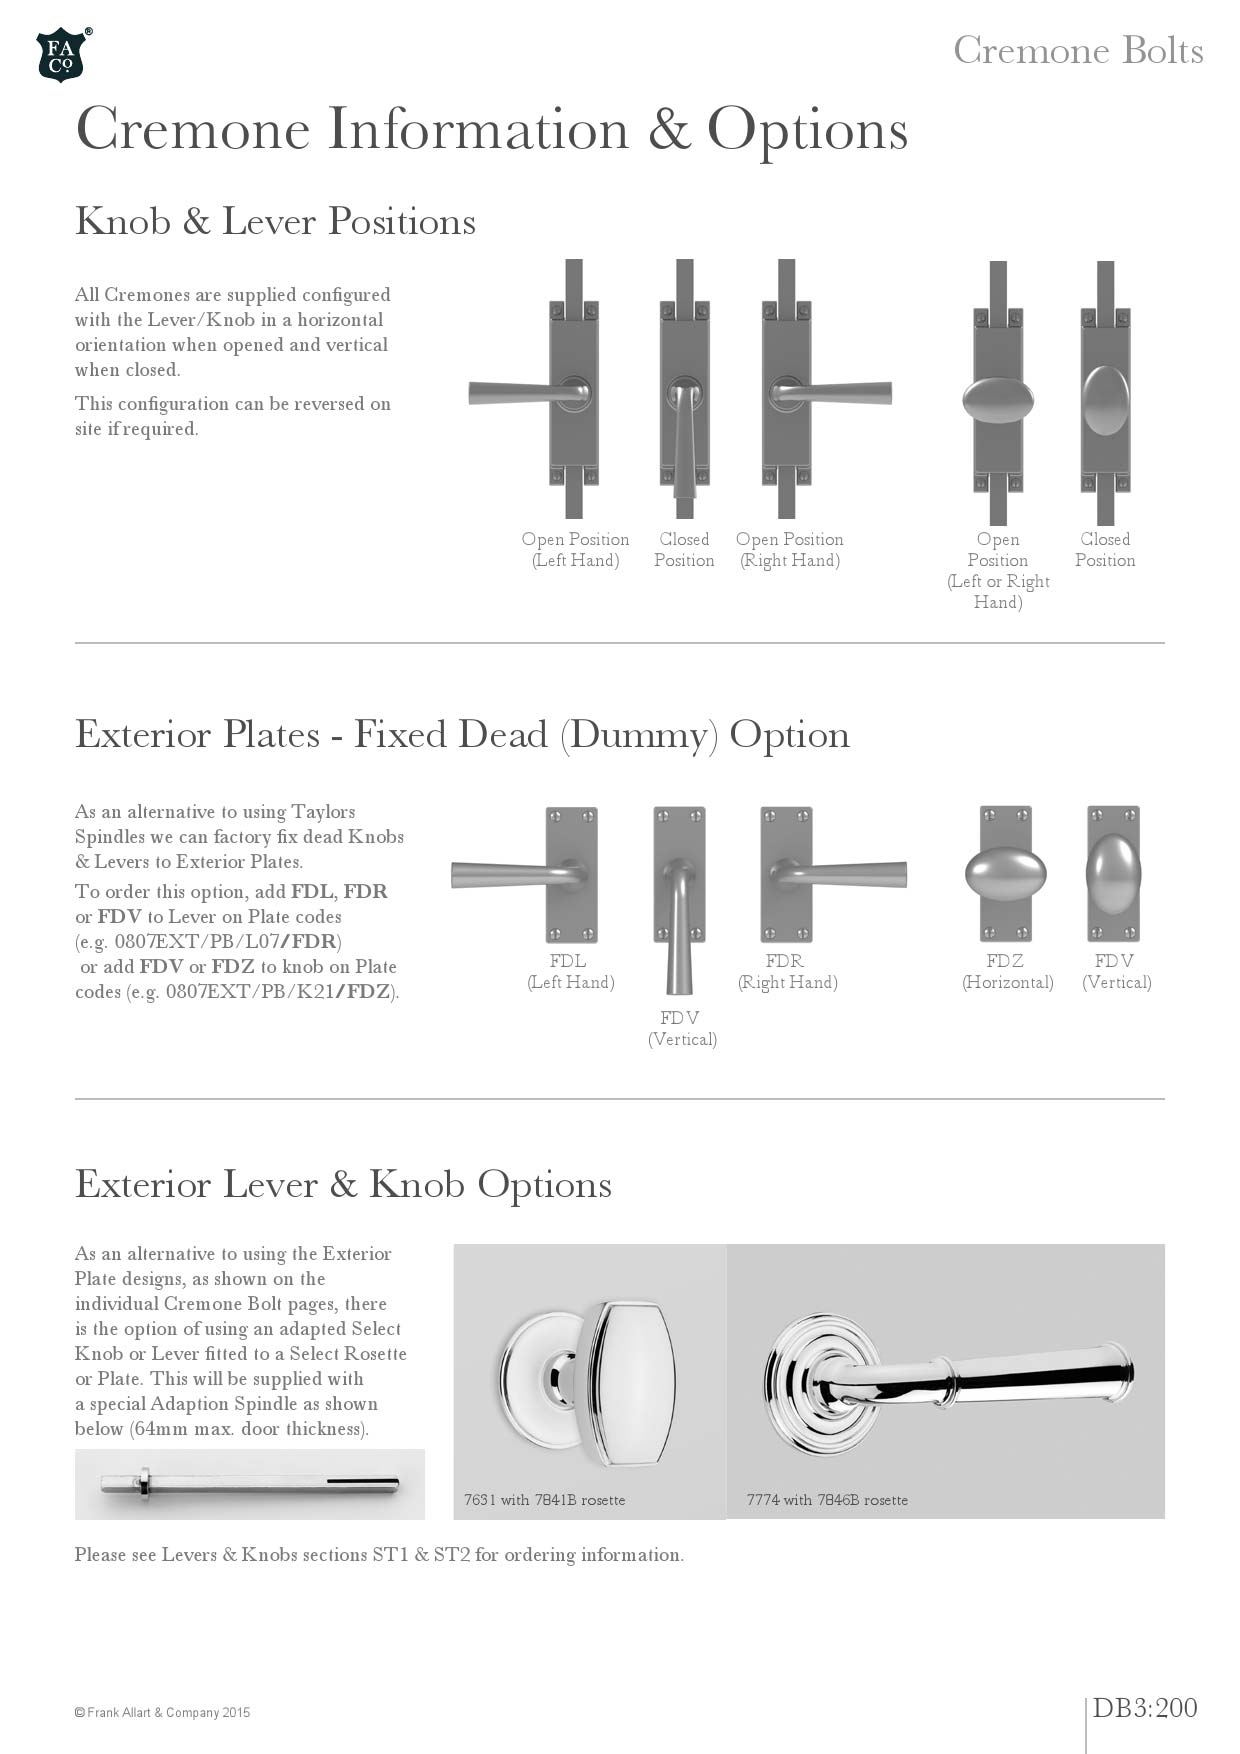 FA
Co.
®
Cremone Bolts
Cremone Information & Options
Knob & Lever Positions
All Cremones are supplied configured
with the Lever/Knob in a horizontal
orientation when opened and vertical
when closed.
This configuration can be reversed on
site if required.
Open Position
(Left Hand)
Closed
Position
Open Position
(Right Hand)
Open
Position
(Left or Right
Hand)
Closed
Position
Exterior Plates - Fixed Dead (Dummy) Option
As an alternative to using Taylors
Spindles we can factory fix dead Knobs
& Levers to Exterior Plates.
To order this option, add FDL, FDR
or FDV to Lever on Plate codes
(e.g. 0807EXT/PB/L07/FDR)
or add FDV or FDZ to knob on Plate
codes (e.g. 0807EXT/PB/K21/FDZ).
FDL
(Left Hand)
FDV
(Vertical)
FDR
(Right Hand)
FDZ
(Horizontal)
FDV
(Vertical)
Exterior Lever & Knob Options
As an alternative to using the Exterior
Plate designs, as shown on the
individual Cremone Bolt pages, there
is the option of using an adapted Select
Knob or Lever fitted to a Select Rosette
or Plate. This will be supplied with
a special Adaption Spindle as shown
below (64mm max. door thickness).
7631 with 7841B rosette
7774 with 7846B rosette
Please see Levers & Knobs sections ST1 & ST2 for ordering information.
© Frank Allart & Company 2015
DB3:200